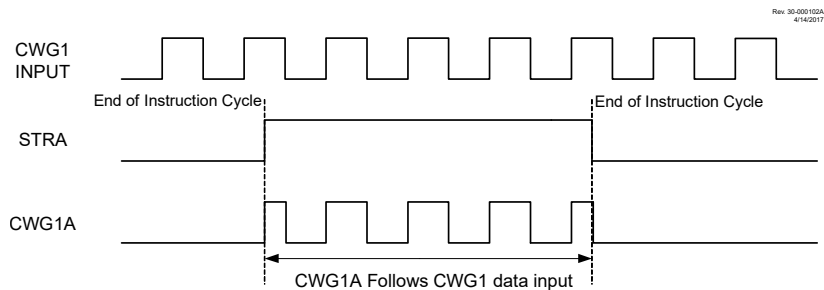 Rev. 30-000102A
4/14/2017
CWG1
INPUT
End of Instruction Cycle
End of Instruction Cycle
STRA
CWG1A
CWG1A Follows CWG1 data input